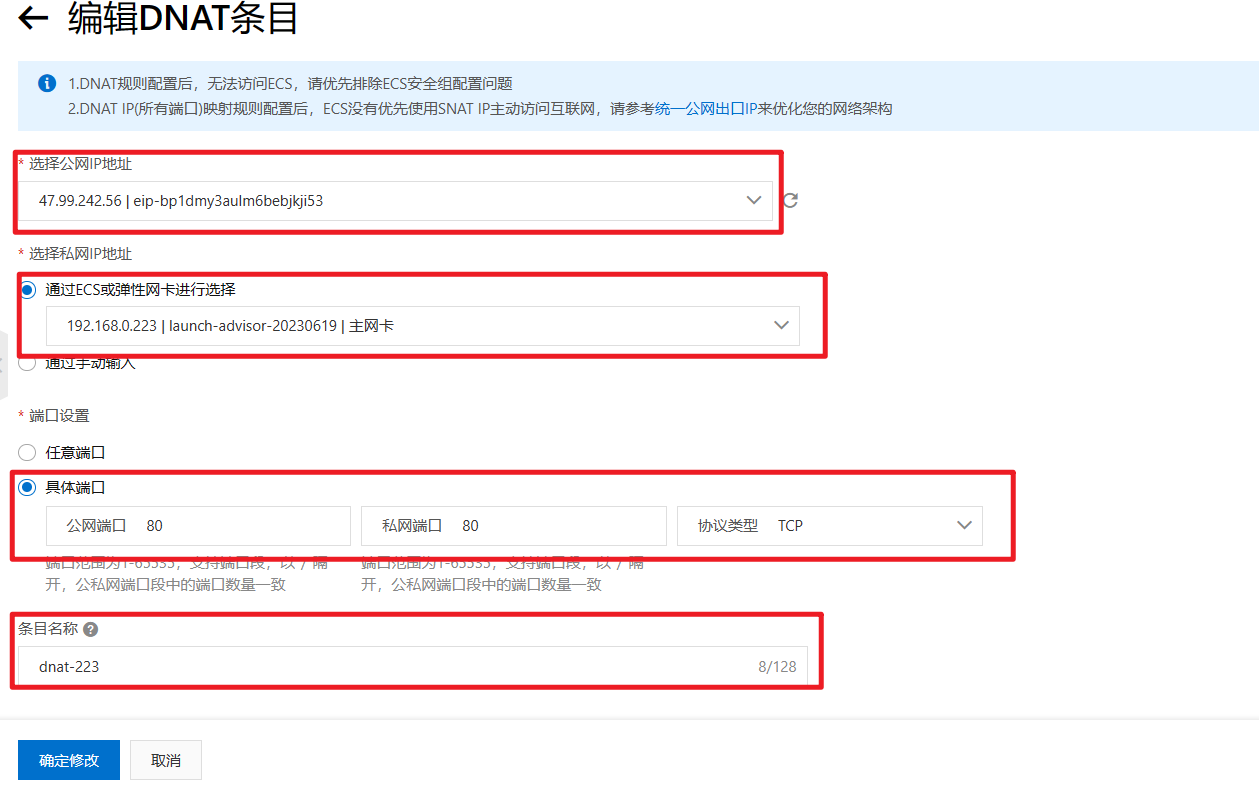 编辑DNAT条目
1.DNAT规则配置后，无法访问ECS，请优先排除ECS安全组配置问题
2.DNAT IP(所有端口)映射规则配置后，ECS没有优先使用SNAT IP主动访问互联网，请参考统一公网出口IP来优化您的网络架构
* 选择公网IP地址
47.99.242.56 | eip-bp1dmy3aulm6bebjkji53
* 选择私网IP地址
通过ECS或弹性网卡进行选择
192.168.0.223 | launch-advisor-20230619 | 主网卡
通过手动输入
* 端口设置
任意端口
具体端口
公网端口 80 私网端口 80 协议类型 TCP
端口范围为1-65535，支持端口段，以 / 隔 端口范围为1-65535，支持端口段，以 / 隔
开，公私网端口段中的端口数量一致 开，公私网端口段中的端口数量一致
条目名称 ?
dnat-223 8/128
确定修改 取消